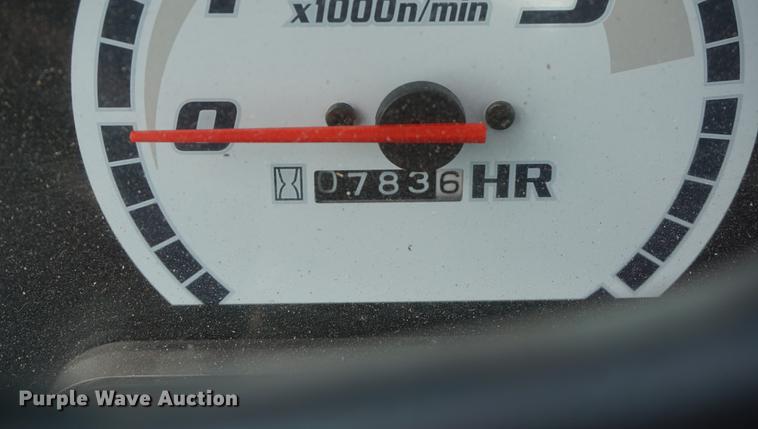 x1000n/min
0
07836 HR
Purple Wave Auction